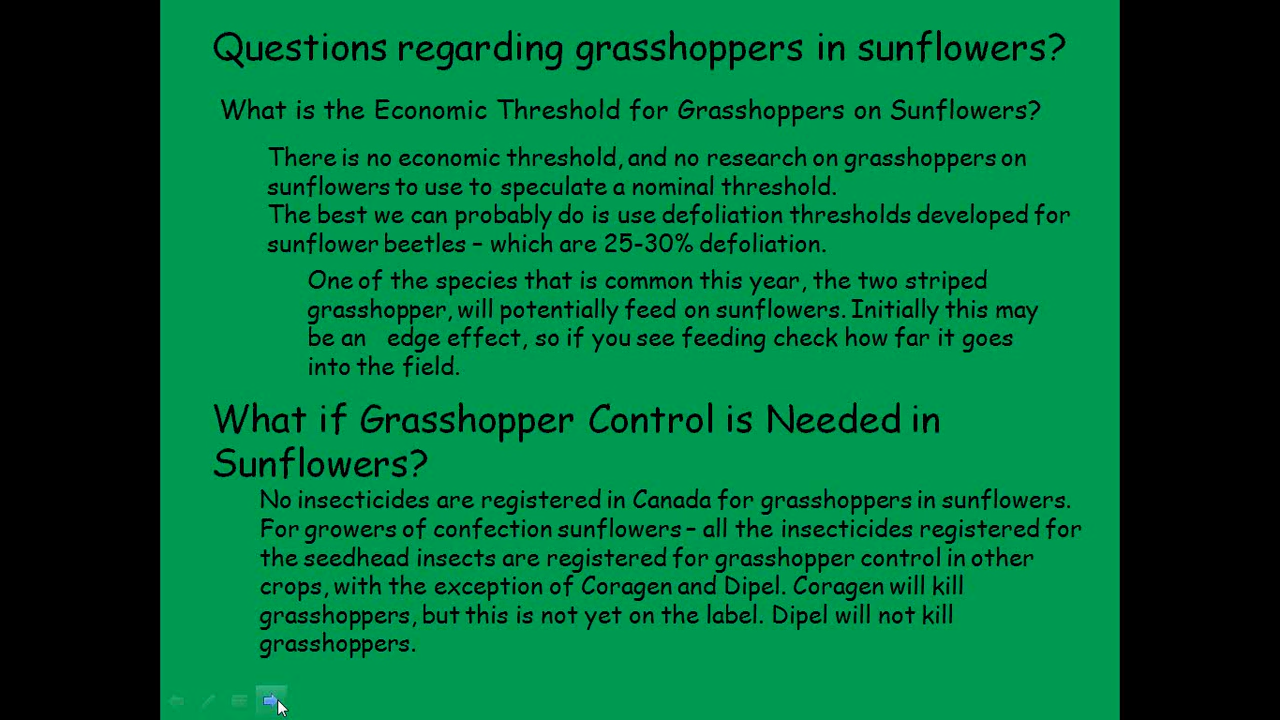 Questions regarding grasshoppers in sunflowers?
What is the Economic Threshold for Grasshoppers on Sunflowers?
There is no economic threshold, and no research on grasshoppers on
sunflowers to use to speculate a nominal threshold.
The best we can probably do is use defoliation thresholds developed for
sunflower beetles – which are 25-30% defoliation.
One of the species that is common this year, the two striped
grasshopper, will potentially feed on sunflowers. Initially this may
be an edge effect, so if you see feeding check how far it goes
into the field.
What if Grasshopper Control is Needed in
Sunflowers?
No insecticides are registered in Canada for grasshoppers in sunflowers.
For growers of confection sunflowers – all the insecticides registered for
the seedhead insects are registered for grasshopper control in other
crops, with the exception of Coragen and Dipel. Coragen will kill
grasshoppers, but this is not yet on the label. Dipel will not kill
grasshoppers.